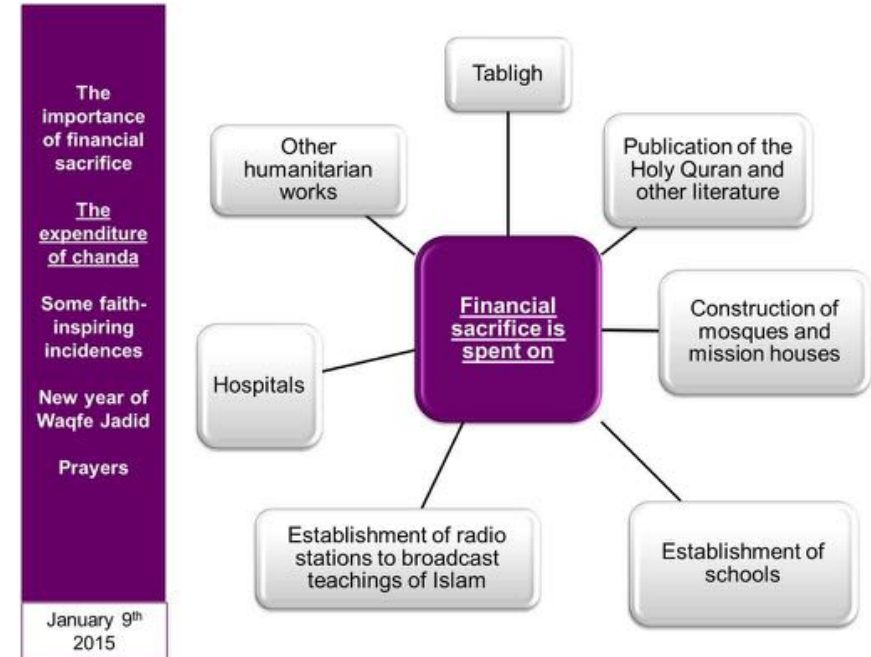 The
importance
of financial
sacrifice
The
expenditure
of chanda
Some faith-
inspiring
incidences
New year of
Waqfe Jadid
Prayers
January 9th
2015
Tabligh
Publication of the
Holy Quran and
other literature
Construction of
mosques and
mission houses
Establishment of
schools
Establishment of radio
stations to broadcast
teachings of Islam
Hospitals
Other
humanitarian
works
Financial
sacrifice is
spent on